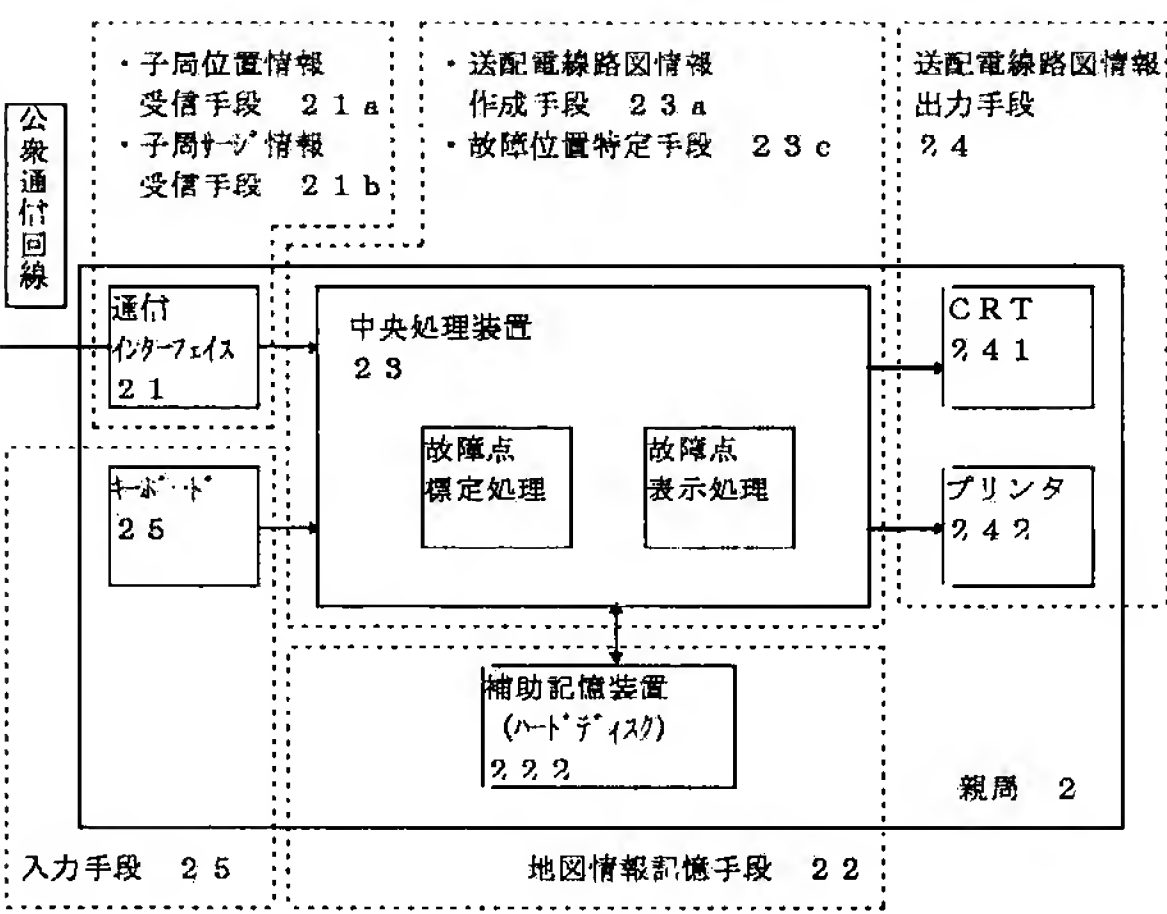 ・子局位置情報
受信手段 21a
・子局サージ情報
受信手段 21b
・送配電線路図情報
作成手段 23a
・故障位置特定手段 23c
送配電線路図情報
出力手段
24
公衆通信回線
通信
インターフェイス
21
中央処理装置
23
故障点
標定処理
故障点
表示処理
CRT
241
キーボード
25
プリンタ
242
補助記憶装置
(ハードディスク)
222
親局 2
入力手段 25
地図情報記憶手段 22